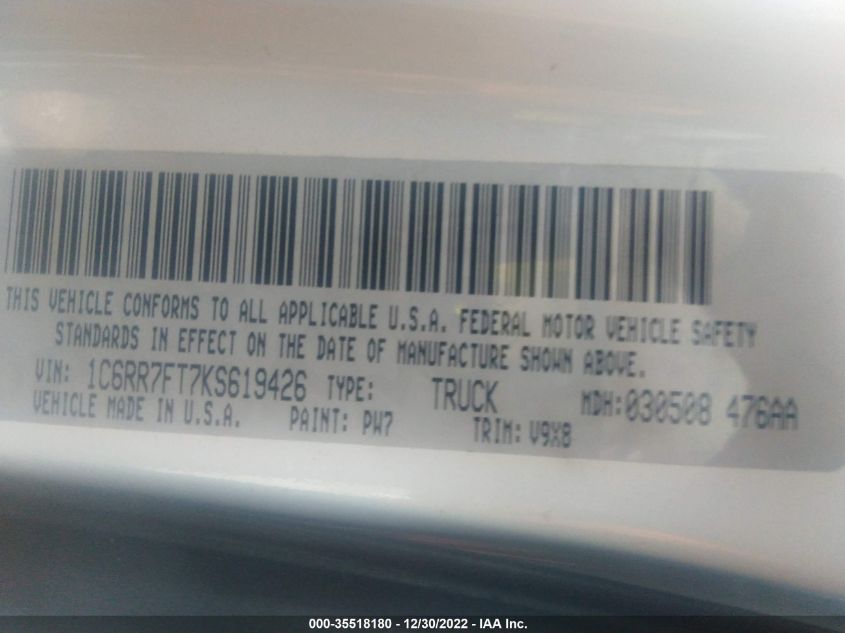 THIS VEHICLE CONFORMS TO ALL APPLICABLE U.S.A. FEDERAL MOTOR VEHICLE SAFETY
STANDARDS IN EFFECT ON THE DATE OF MANUFACTURE SHOWN ABOVE.
VIN: 1C6RR7FT7KS619426 TYPE: TRUCK MDH:030508 476AA
VEHICLE MADE IN U.S.A. PAINT: PW7 TRIM: V9X8
000-35518180 - 12/30/2022 - IAA Inc.